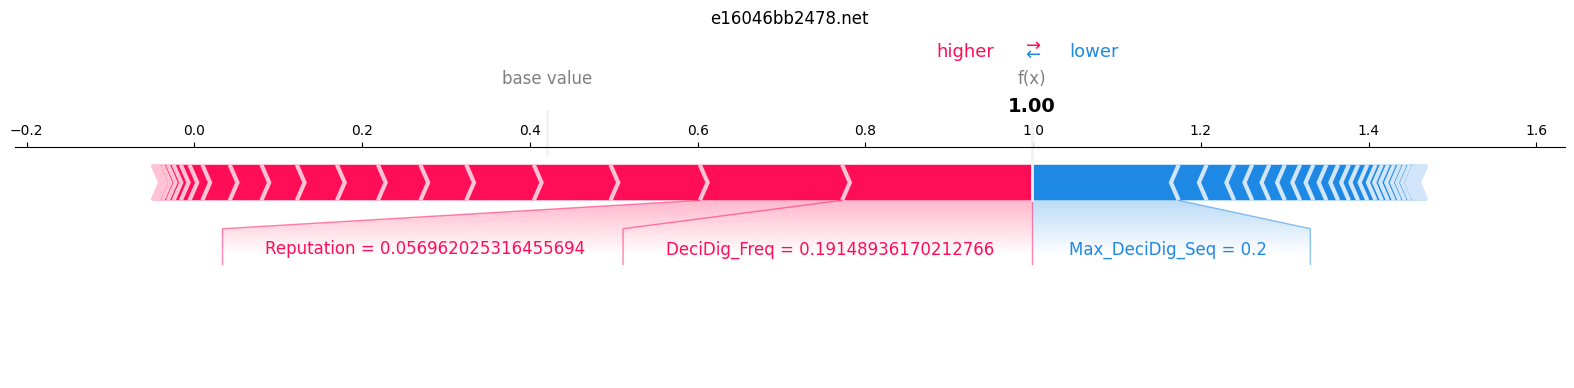 e16046bb2478.net
higher ⇄ lower
base value f(x)
1.00
−0.2 0.0 0.2 0.4 0.6 0.8 1.0 1.2 1.4 1.6
Reputation = 0.056962025316455694 DeciDig_Freq = 0.19148936170212766 Max_DeciDig_Seq = 0.2